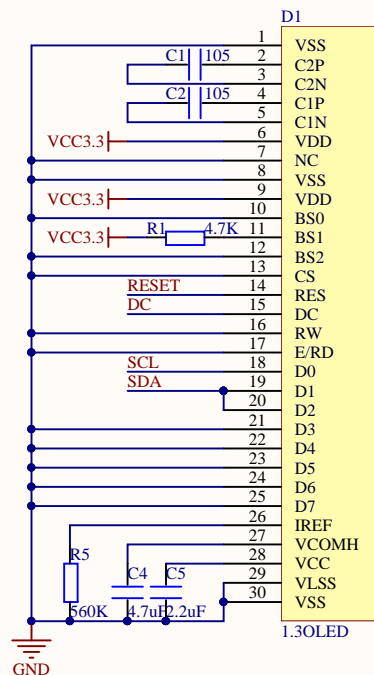 D1
1 VSS
C1 105 2 C2P
3 C2N
C2 105 4 C1P
5 C1N
VCC3.3 6 VDD
7 NC
8 VSS
VCC3.3 9 VDD
10 BS0
VCC3.3 R1 4.7K 11 BS1
12 BS2
13 CS
RESET 14 RES
DC 15 DC
16 RW
17 E/RD
SCL 18 D0
SDA 19 D1
20 D2
21 D3
22 D4
23 D5
24 D6
25 D7
26 IREF
27 VCOMH
28 VCC
R5 C4 C5 29 VLSS
30 VSS
560K 4.7uF 2.2uF
1.3OLED
GND